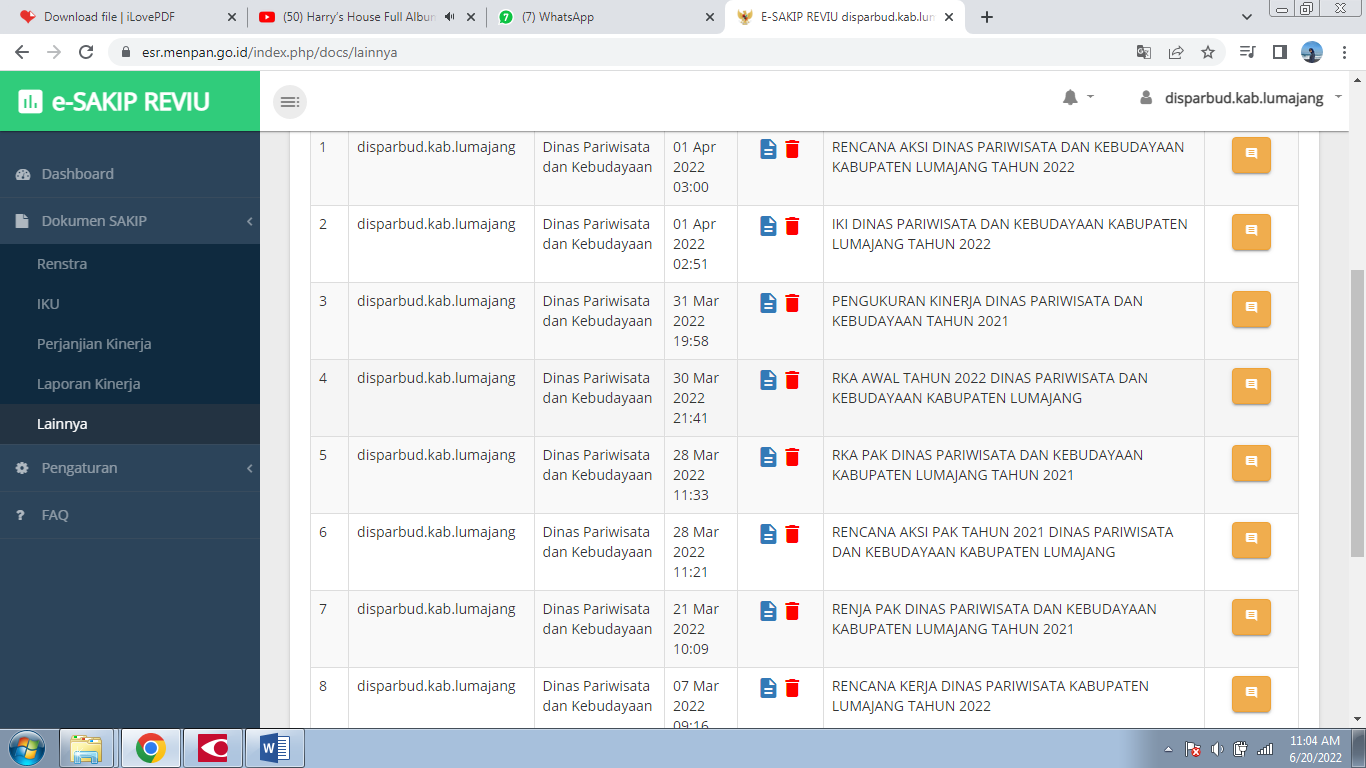 Download file | iLovePDF
(50) Harry's House Full Album
(7) WhatsApp
E-SAKIP REVIU disparbud.kab.lum
esr.menpan.go.id/index.php/docs/lainnya
e-SAKIP REVIU
disparbud.kab.lumajang
Dashboard
Dokumen SAKIP
Renstra
IKU
Perjanjian Kinerja
Laporan Kinerja
Lainnya
Pengaturan
? FAQ
1 disparbud.kab.lumajang Dinas Pariwisata 01 Apr RENCANA AKSI DINAS PARIWISATA DAN KEBUDAYAAN
dan Kebudayaan 2022 KABUPATEN LUMAJANG TAHUN 2022
03:00
2 disparbud.kab.lumajang Dinas Pariwisata 01 Apr IKI DINAS PARIWISATA DAN KEBUDAYAAN KABUPATEN
dan Kebudayaan 2022 LUMAJANG TAHUN 2022
02:51
3 disparbud.kab.lumajang Dinas Pariwisata 31 Mar PENGUKURAN KINERJA DINAS PARIWISATA DAN
dan Kebudayaan 2022 KEBUDAYAAN TAHUN 2021
19:58
4 disparbud.kab.lumajang Dinas Pariwisata 30 Mar RKA AWAL TAHUN 2022 DINAS PARIWISATA DAN
dan Kebudayaan 2022 KEBUDAYAAN KABUPATEN LUMAJANG
21:41
5 disparbud.kab.lumajang Dinas Pariwisata 28 Mar RKA PAK DINAS PARIWISATA DAN KEBUDAYAAN
dan Kebudayaan 2022 KABUPATEN LUMAJANG TAHUN 2021
11:33
6 disparbud.kab.lumajang Dinas Pariwisata 28 Mar RENCANA AKSI PAK TAHUN 2021 DINAS PARIWISATA
dan Kebudayaan 2022 DAN KEBUDAYAAN KABUPATEN LUMAJANG
11:21
7 disparbud.kab.lumajang Dinas Pariwisata 21 Mar RENJA PAK DINAS PARIWISATA DAN KEBUDAYAAN
dan Kebudayaan 2022 KABUPATEN LUMAJANG TAHUN 2021
10:09
8 disparbud.kab.lumajang Dinas Pariwisata 07 Mar RENCANA KERJA DINAS PARIWISATA KABUPATEN
dan Kebudayaan 2022 LUMAJANG TAHUN 2022
09:16
11:04 AM
6/20/2022